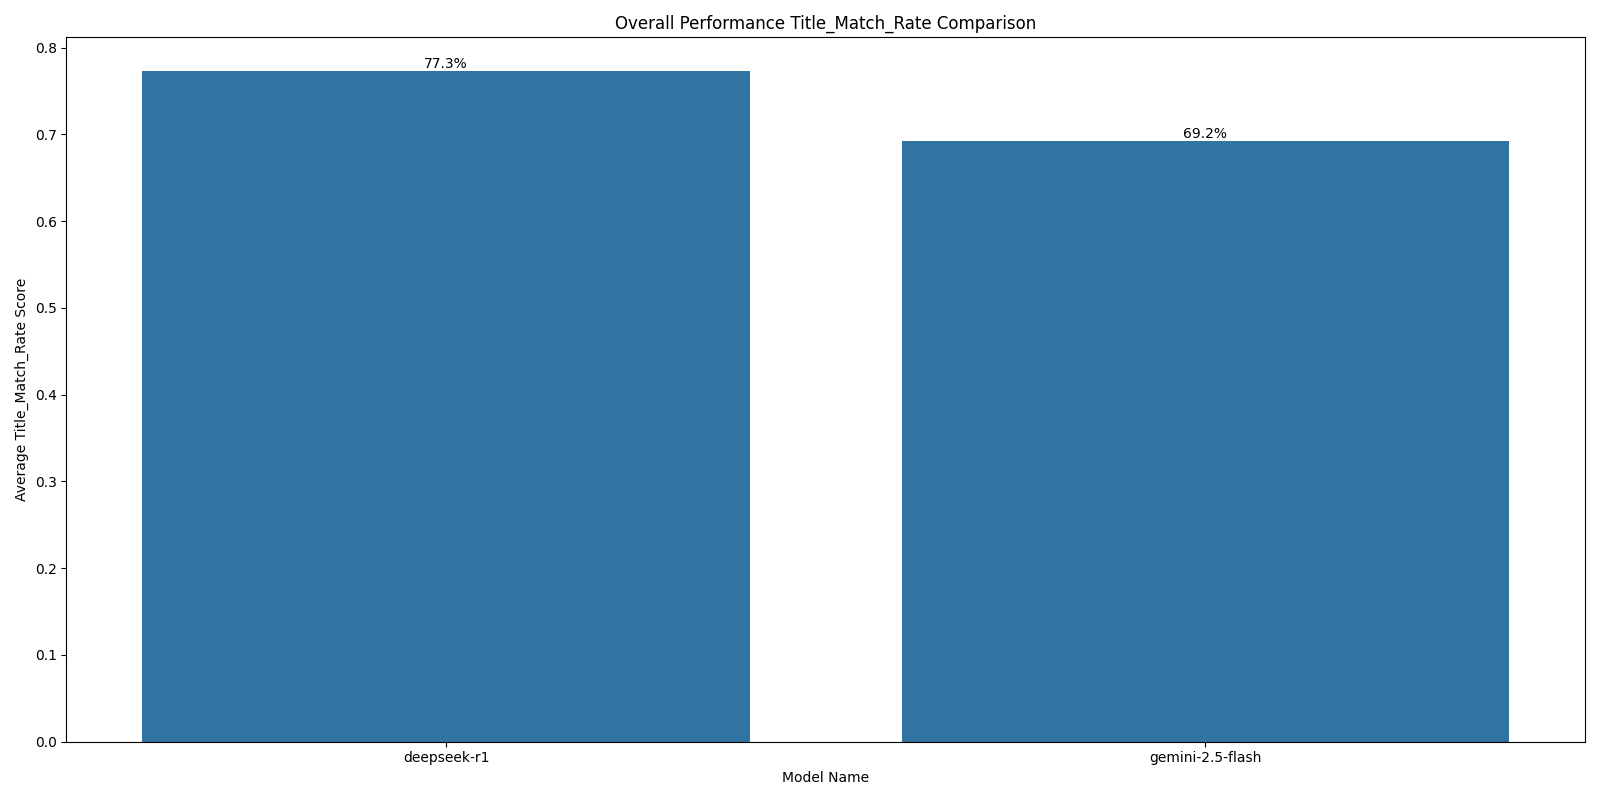 Overall Performance Title_Match_Rate Comparison
0.8
0.7
0.6
0.5
0.4
0.3
0.2
0.1
0.0
Average Title_Match_Rate Score
77.3%
69.2%
deepseek-r1
gemini-2.5-flash
Model Name